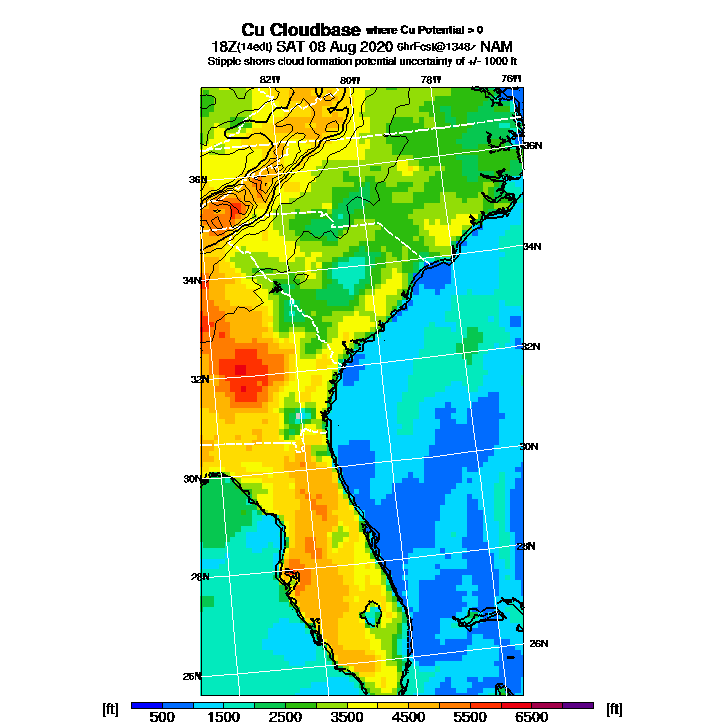 Cu Cloudbase where Cu Potential > 0
18Z(14edt) SAT 08 Aug 2020 6hrFcst@1348z NAM
Stipple shows cloud formation potential uncertainty of +/- 1000 ft
82W 80W 78W 76W
36N
36N
34N
34N
32N
32N
30N
30N
28N
28N
26N
26N
[ft] 500 1500 2500 3500 4500 5500 6500 [ft]